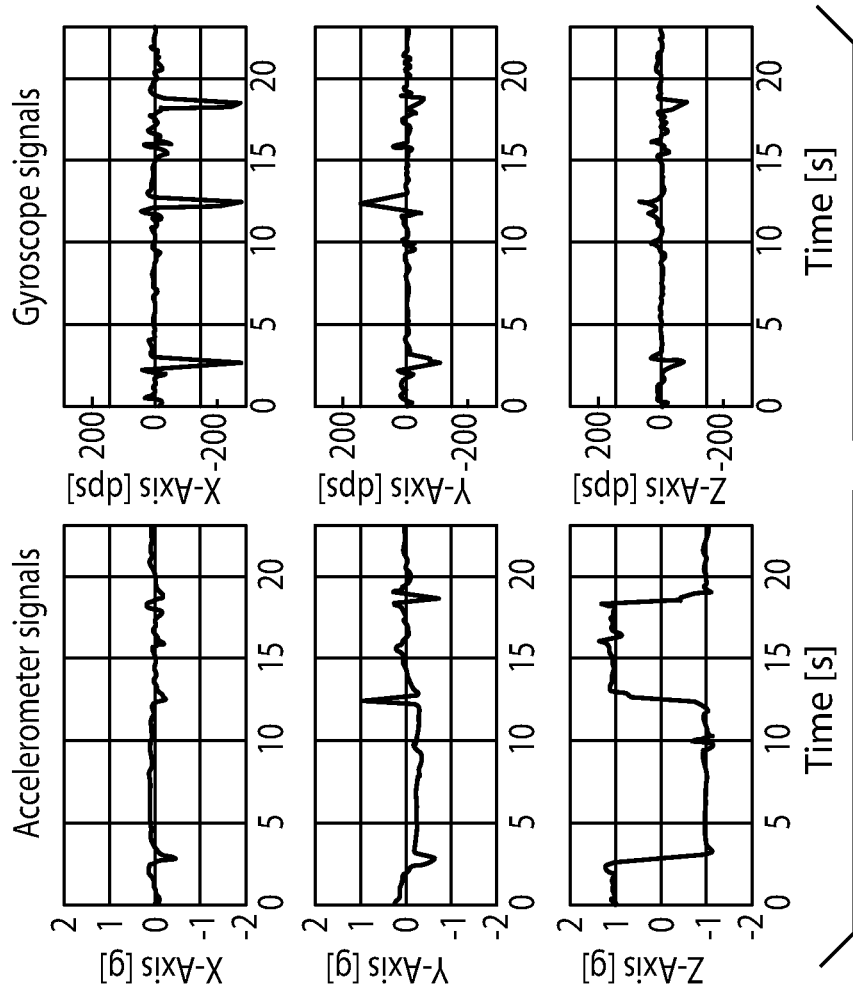 Accelerometer signals
X-Axis [g]
2
1
0
-1
-2
0 5 10 15 20
Y-Axis [g]
2
1
0
-1
-2
0 5 10 15 20
Z-Axis [g]
2
1
0
-1
-2
0 5 10 15 20
Time [s]
Gyroscope signals
X-Axis [dps]
200
0
-200
0 5 10 15 20
Y-Axis [dps]
200
0
-200
0 5 10 15 20
Z-Axis [dps]
200
0
-200
0 5 10 15 20
Time [s]